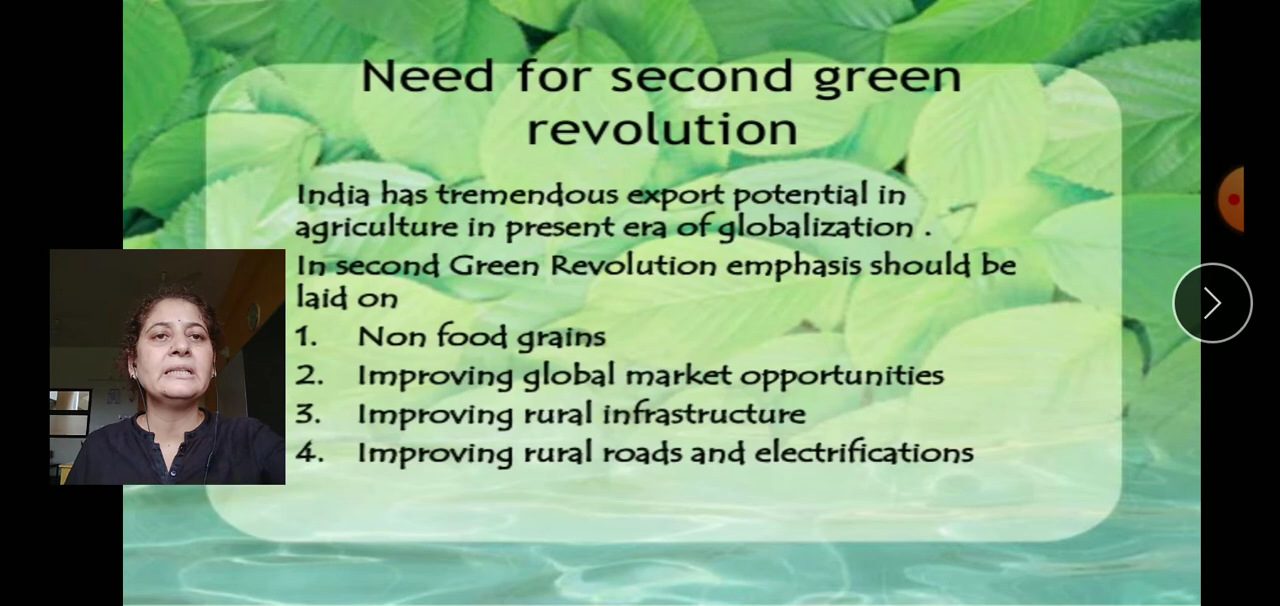 Need for second green
revolution
India has tremendous export potential in
agriculture in present era of globalization .
In second Green Revolution emphasis should be
laid on
1. Non food grains
2. Improving global market opportunities
3. Improving rural infrastructure
4. Improving rural roads and electrifications